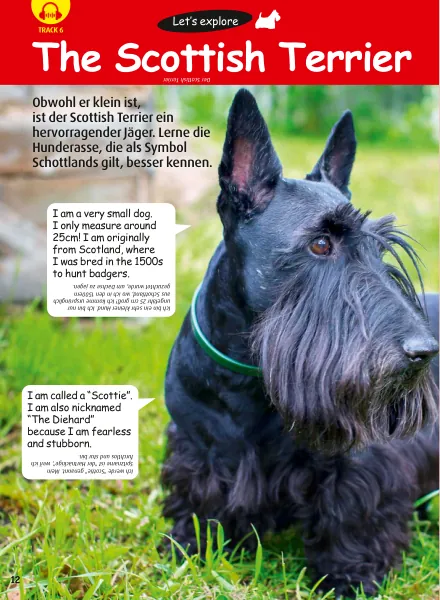 TRACK 6
Let's explore
The Scottish Terrier
Der Scottish Terrier
Obwohl er klein ist,
ist der Scottish Terrier ein
hervorragender Jäger. Lerne die
Hunderasse, die als Symbol
Schottlands gilt, besser kennen.
I am a very small dog.
I only measure around
25cm! I am originally
from Scotland, where
I was bred in the 1500s
to hunt badgers.
Ich bin ein sehr kleiner Hund. Ich bin nur
ungefähr 25 cm groß! Ich komme ursprünglich
aus Schottland, wo ich in den 1500ern
gezüchtet wurde, um Dachse zu jagen.
I am called a "Scottie".
I am also nicknamed
"The Diehard"
because I am fearless
and stubborn.
Ich werde „Scottie" genannt. Mein
Spitzname ist „der Hartnäckige", weil ich
furchtlos und stur bin.
12